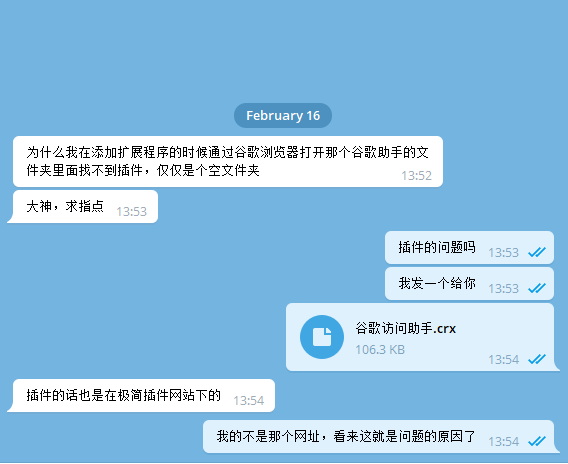 February 16
为什么我在添加扩展程序的时候通过谷歌浏览器打开那个谷歌助手的文
件夹里面找不到插件，仅仅是个空文件夹
13:52
大神，求指点 13:53
插件的问题吗 13:53
我发一个给你 13:53
谷歌访问助手.crx
106.3 KB
13:54
插件的话也是在极简插件网站下的 13:54
我的不是那个网址，看来这就是问题的原因了 13:54